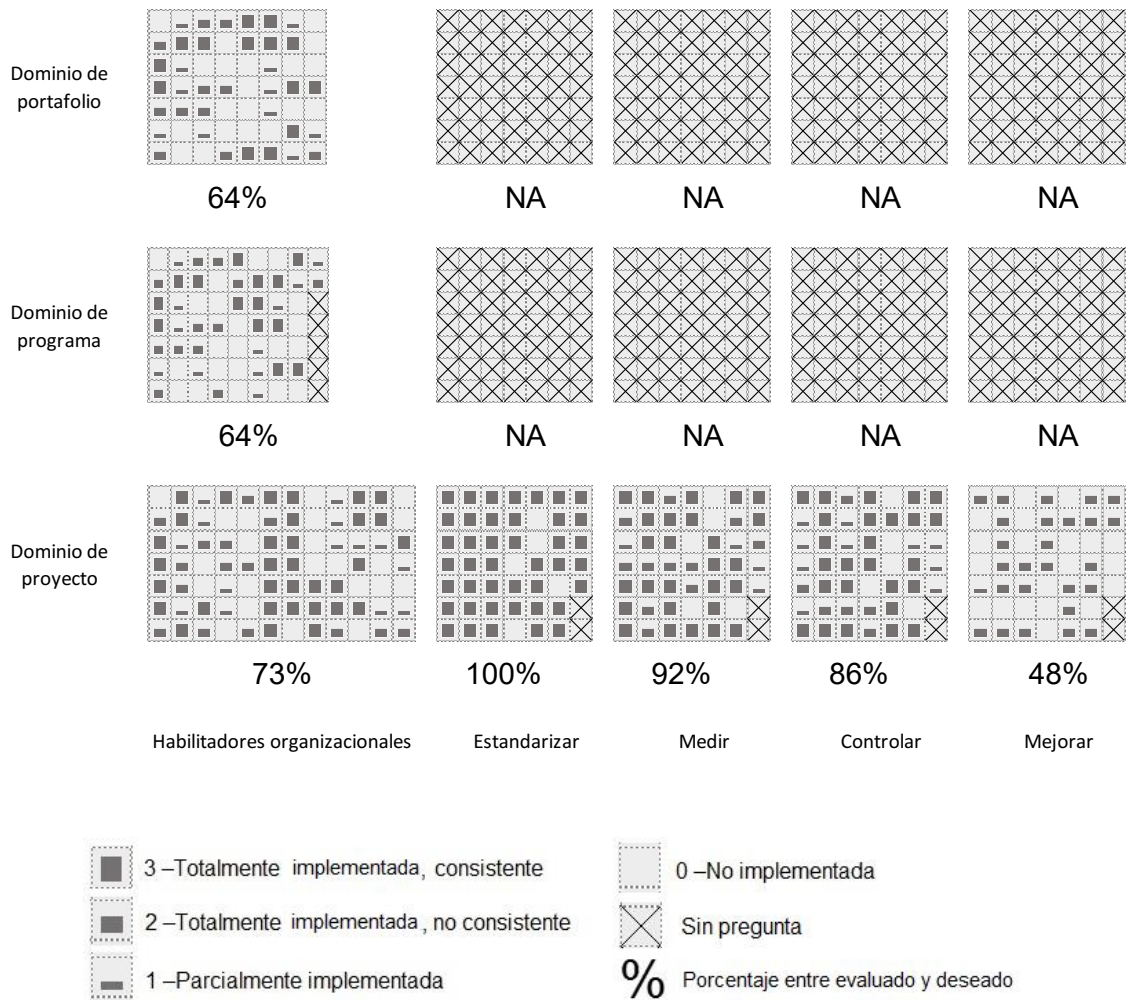 Dominio de
portafolio
64%
NA
NA
NA
NA
Dominio de
programa
64%
NA
NA
NA
NA
Dominio de
proyecto
73%
100%
92%
86%
48%
Habilitadores organizacionales
Estandarizar
Medir
Controlar
Mejorar
3 –Totalmente implementada, consistente
2 –Totalmente implementada, no consistente
1 –Parcialmente implementada
0 –No implementada
Sin pregunta
% Porcentaje entre evaluado y deseado